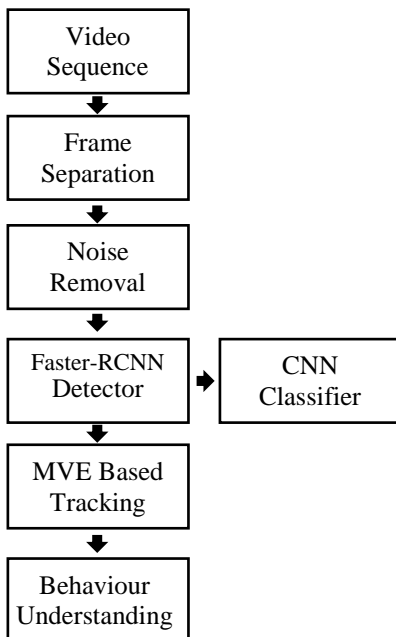 Video
Sequence
Frame
Separation
Noise
Removal
Faster-RCNN
Detector
CNN
Classifier
MVE Based
Tracking
Behaviour
Understanding